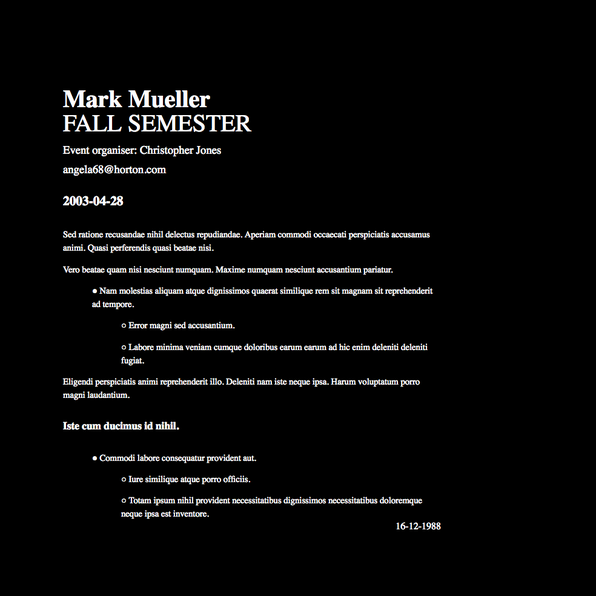 Mark Mueller
FALL SEMESTER
Event organiser: Christopher Jones
angela68@horton.com
2003-04-28
Sed ratione recusandae nihil delectus repudiandae. Aperiam commodi occaecati perspiciatis accusamus
animi. Quasi perferendis quasi beatae nisi.
Vero beatae quam nisi nesciunt numquam. Maxime numquam nesciunt accusantium pariatur.
● Nam molestias aliquam atque dignissimos quaerat similique rem sit magnam sit reprehenderit
ad tempore.
○ Error magni sed accusantium.
○ Labore minima veniam cumque doloribus earum earum ad hic enim deleniti deleniti
fugiat.
Eligendi perspiciatis animi reprehenderit illo. Deleniti nam iste neque ipsa. Harum voluptatum porro
magni laudantium.
Iste cum ducimus id nihil.
● Commodi labore consequatur provident aut.
○ Iure similique atque porro officiis.
○ Totam ipsum nihil provident necessitatibus dignissimos necessitatibus doloremque
neque ipsa est inventore.
16-12-1988